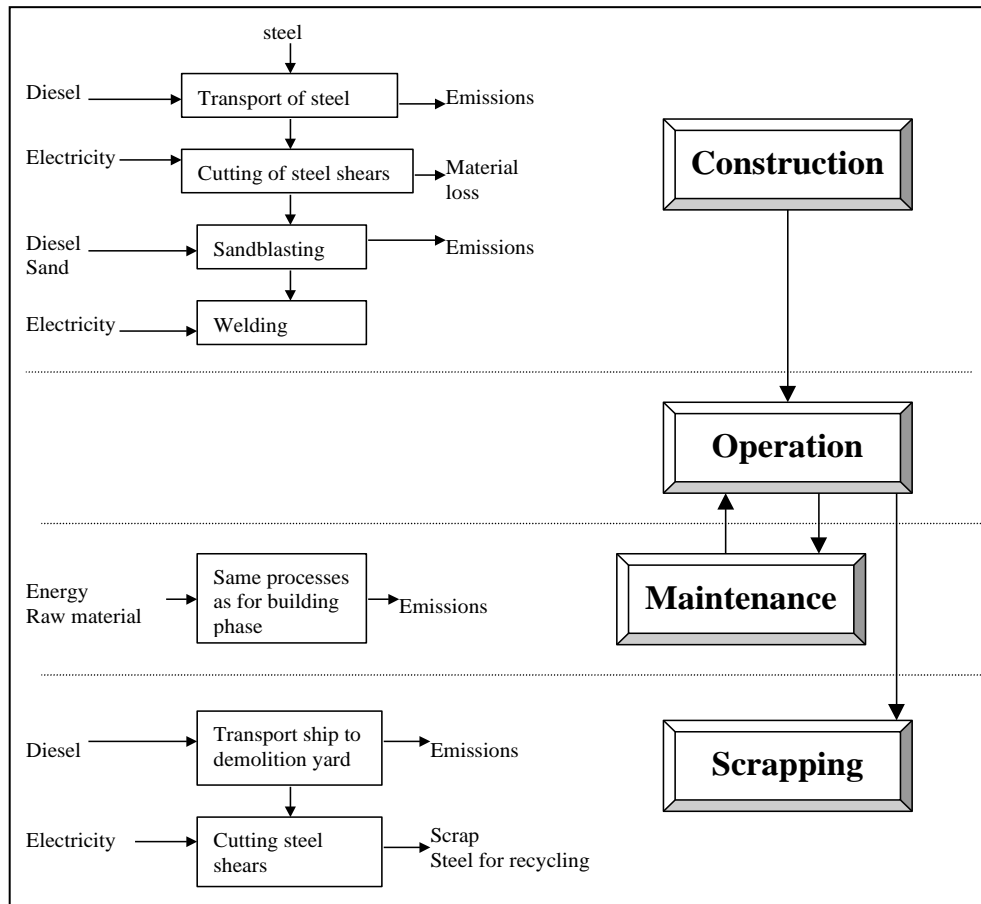 steel
Diesel
Transport of steel
Emissions
Construction
Electricity
Cutting of steel shears
Material
loss
Diesel
Sand
Sandblasting
Emissions
Electricity
Welding
Operation
Energy
Raw material
Same processes
as for building
phase
Emissions
Maintenance
Diesel
Transport ship to
demolition yard
Emissions
Scrapping
Electricity
Cutting steel
shears
Scrap
Steel for recycling